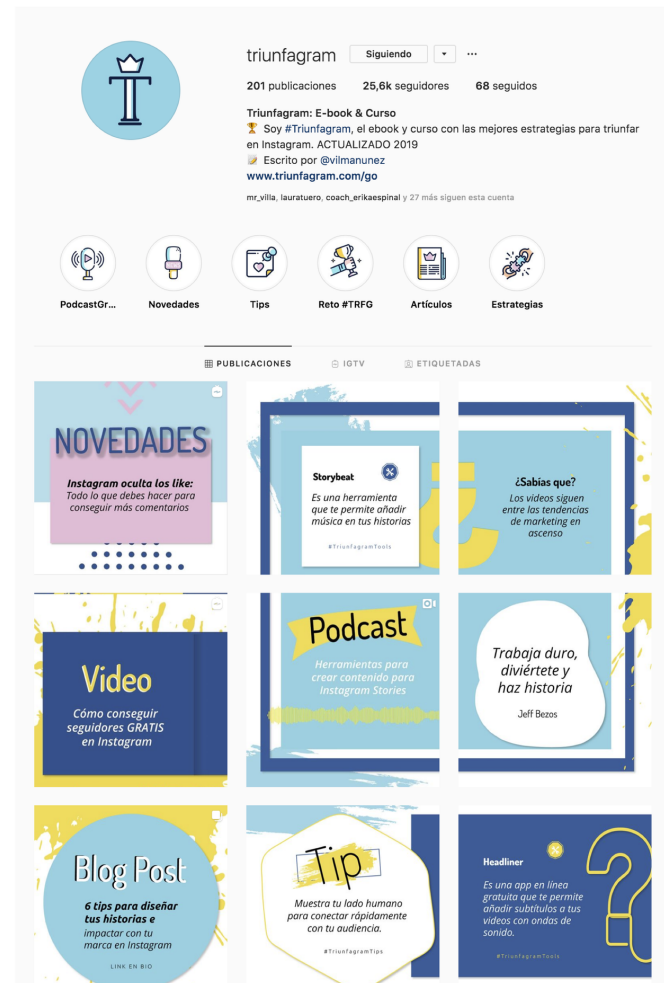 T
triunfagram Siguiendo
201 publicaciones 25,6k seguidores 68 seguidos
Triunfagram: E-book & Curso
Soy #Triunfagram, el ebook y curso con las mejores estrategias para triunfar
en Instagram. ACTUALIZADO 2019
Escrito por @vilmanunez
www.triunfagram.com/go
mr_villa, lauratuero, coach_erikaespinal y 27 más siguen esta cuenta
PodcastGr... Novedades Tips Reto #TRFG Artículos Estrategias
PUBLICACIONES IGTV ETIQUETADAS
NOVEDADES
Instagram oculta los like:
Todo lo que debes hacer para
conseguir más comentarios
Storybeat
Es una herramienta
que te permite añadir
música en tus historias
#TriunfagramTools
¿
¿Sabías que?
Los videos siguen
entre las tendencias
de marketing en
ascenso
Video
Cómo conseguir
seguidores GRATIS
en Instagram
Podcast
Herramientas para
crear contenido para
Instagram Stories
Trabaja duro,
diviértete y
haz historia
Jeff Bezos
Blog Post
6 tips para diseñar
tus historias e
impactar con tu
marca en Instagram
LINK EN BIO
Tip
Muestra tu lado humano
para conectar rápidamente
con tu audiencia.
#TriunfagramTips
Headliner
Es una app en línea
gratuita que te permite
añadir subtítulos a tus
videos con ondas de
sonido.
#TriunfagramTools
?